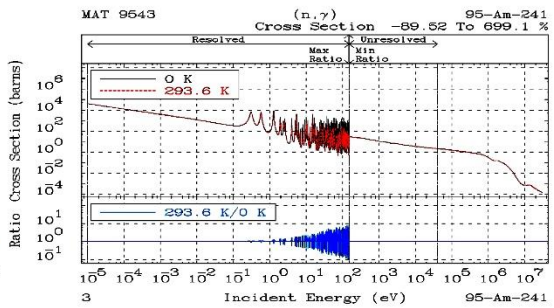 MAT 9543 (n,γ) 95-Am-241
Cross Section -89.52 To 699.1 %
Resolved Unresolved
Max Ratio Min Ratio
0 K
293.6 K
Cross Section (barns)
10^6
10^4
10^2
10^0
10^-2
10^-4
293.6 K/0 K
Ratio
10^1
10^0
10^-1
10^-5 10^-4 10^-3 10^-2 10^-1 10^0 10^1 10^2 10^3 10^4 10^5 10^6 10^7
3 Incident Energy (eV) 95-Am-241